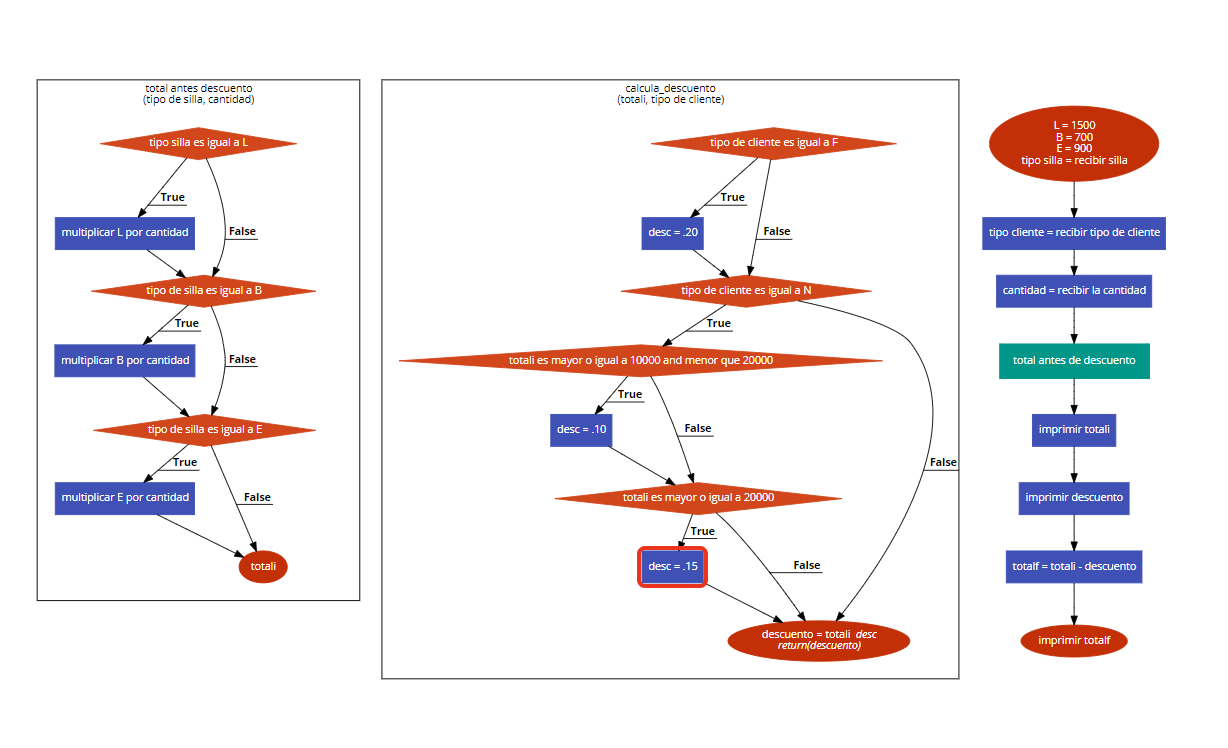 total antes descuento
(tipo de silla, cantidad)
tipo silla es igual a L
True
False
multiplicar L por cantidad
tipo de silla es igual a B
True
False
multiplicar B por cantidad
tipo de silla es igual a E
True
False
multiplicar E por cantidad
totali
calcula_descuento
(totali, tipo de cliente)
tipo de cliente es igual a F
True
False
desc = .20
tipo de cliente es igual a N
True
totali es mayor o igual a 10000 and menor que 20000
True
False
desc = .10
False
totali es mayor o igual a 20000
True
False
desc = .15
descuento = totali desc
return(descuento)
L = 1500
B = 700
E = 900
tipo silla = recibir silla
tipo cliente = recibir tipo de cliente
cantidad = recibir la cantidad
total antes de descuento
imprimir totali
imprimir descuento
totalf = totali - descuento
imprimir totalf